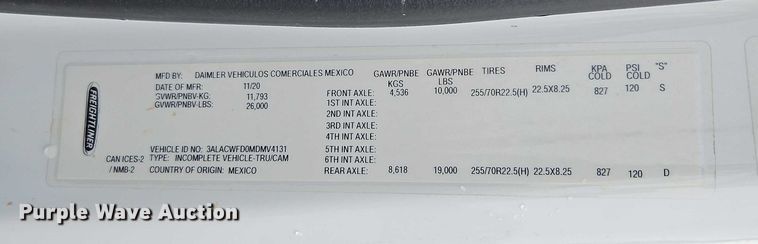 MFD BY: DAIMLER VEHICULOS COMERCIALES MEXICO GAWR/PNBE KGS GAWR/PNBE LBS TIRES RIMS KPA COLD PSI COLD "S"
DATE OF MFR: 11/20
GVWR/PNBV-KG: 11,793
GVWR/PNBV-LBS: 26,000
FRONT AXLE: 4,536 10,000 255/70R22.5(H) 22.5X8.25 827 120 S
1ST INT AXLE:
2ND INT AXLE:
3RD INT AXLE:
4TH INT AXLE:
5TH INT AXLE:
6TH INT AXLE:
REAR AXLE: 8,618 19,000 255/70R22.5(H) 22.5X8.25 827 120 D
FREIGHTLINER
VEHICLE ID NO: 3ALACWFD0MDMV4131
CAN ICES-2 TYPE: INCOMPLETE VEHICLE-TRU/CAM
/ NMB-2 COUNTRY OF ORIGIN: MEXICO
Purple Wave Auction